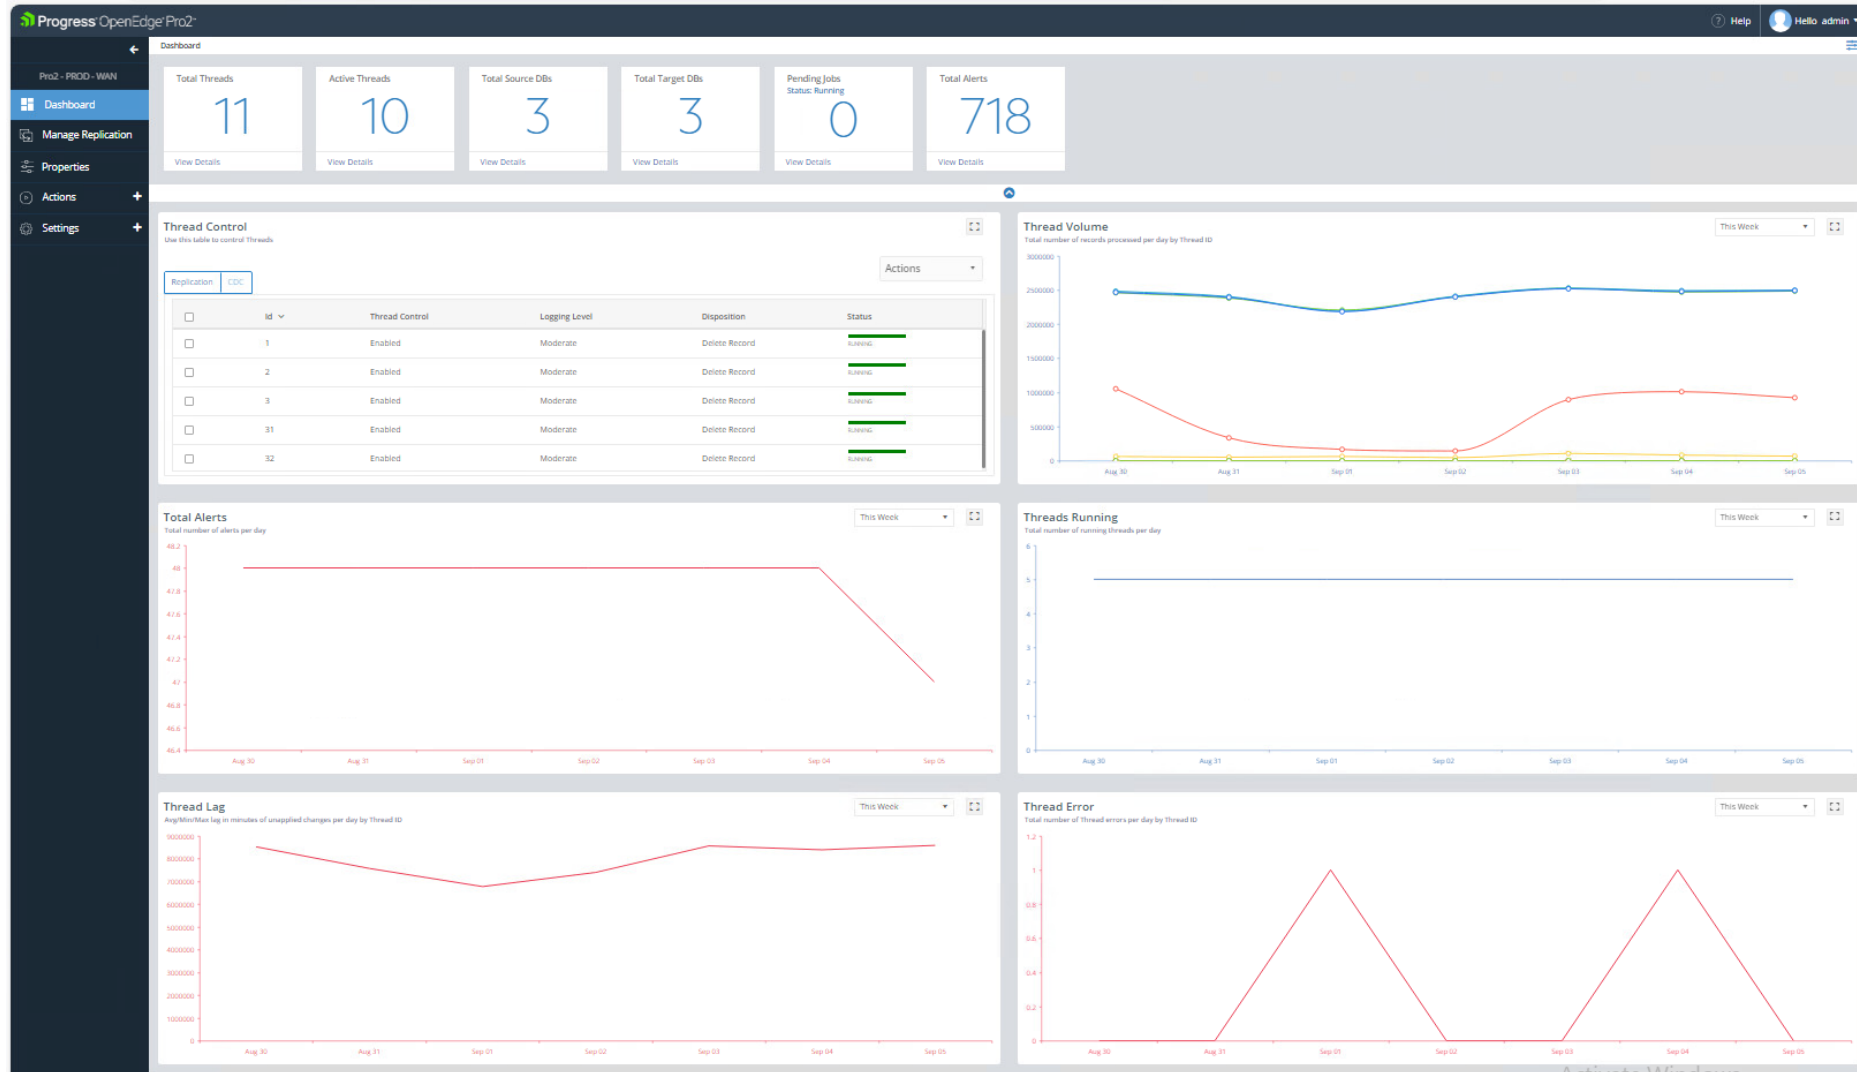 Progress OpenEdge Pro2
Help
Hello admin
Pro2 - PROD - WAN
Dashboard
Manage Replication
Properties
Actions +
Settings +
Dashboard
Total Threads
11
View Details
Active Threads
10
View Details
Total Source DBs
3
View Details
Total Target DBs
3
View Details
Pending Jobs
Status: Running
0
View Details
Total Alerts
718
View Details
Thread Control
Use this table to control Threads
Actions
Replication CDC
Id Thread Control Logging Level Disposition Status
1 Enabled Moderate Delete Record RUNNING
2 Enabled Moderate Delete Record RUNNING
3 Enabled Moderate Delete Record RUNNING
31 Enabled Moderate Delete Record RUNNING
32 Enabled Moderate Delete Record RUNNING
Thread Volume
Total number of records processed per day by Thread ID
This Week
3000000
2500000
2000000
1500000
1000000
500000
0
Aug 30 Aug 31 Sep 01 Sep 02 Sep 03 Sep 04 Sep 05
Total Alerts
Total number of alerts per day
This Week
48.2
48
47.8
47.6
47.4
47.2
47
46.8
46.6
46.4
Aug 30 Aug 31 Sep 01 Sep 02 Sep 03 Sep 04 Sep 05
Threads Running
Total number of running threads per day
This Week
6
5
4
3
2
1
0
Aug 30 Aug 31 Sep 01 Sep 02 Sep 03 Sep 04 Sep 05
Thread Lag
Avg/Min/Max lag in minutes of unapplied changes per day by Thread ID
This Week
9000000
8000000
7000000
6000000
5000000
4000000
3000000
2000000
1000000
0
Aug 30 Aug 31 Sep 01 Sep 02 Sep 03 Sep 04 Sep 05
Thread Error
Total number of Thread errors per day by Thread ID
This Week
1.2
1
0.8
0.6
0.4
0.2
0
Aug 30 Aug 31 Sep 01 Sep 02 Sep 03 Sep 04 Sep 05
Activate Windows